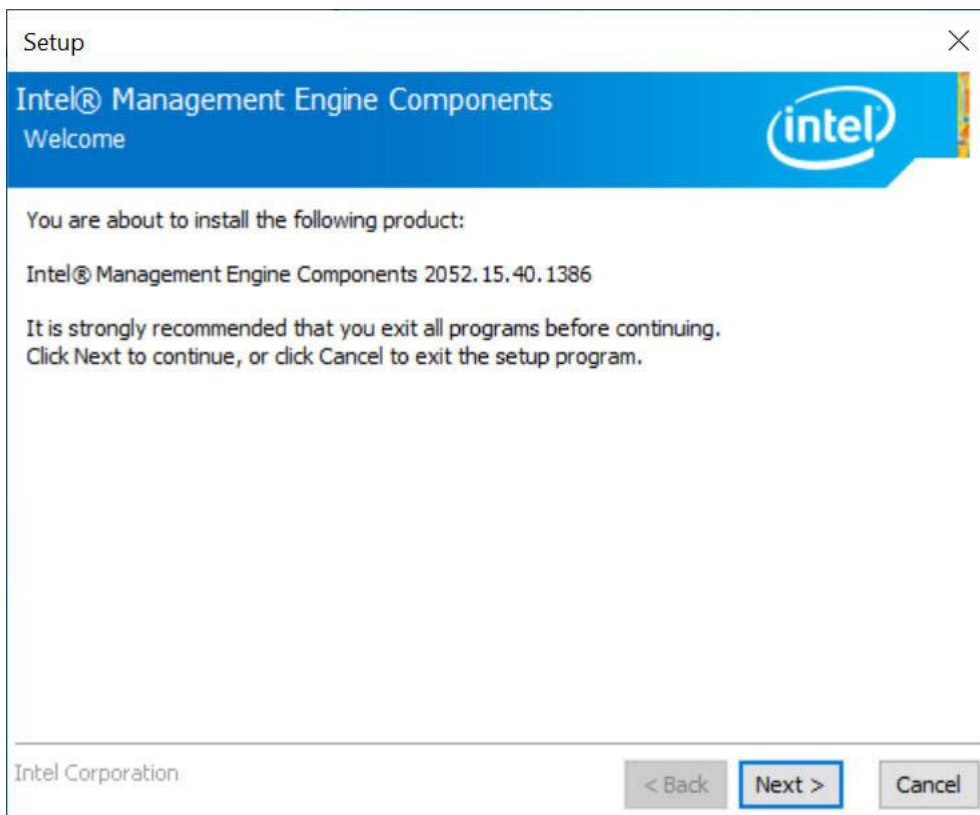 Setup
Intel® Management Engine Components
Welcome
intel
You are about to install the following product:
Intel® Management Engine Components 2052.15.40.1386
It is strongly recommended that you exit all programs before continuing.
Click Next to continue, or click Cancel to exit the setup program.
Intel Corporation
< Back Next > Cancel